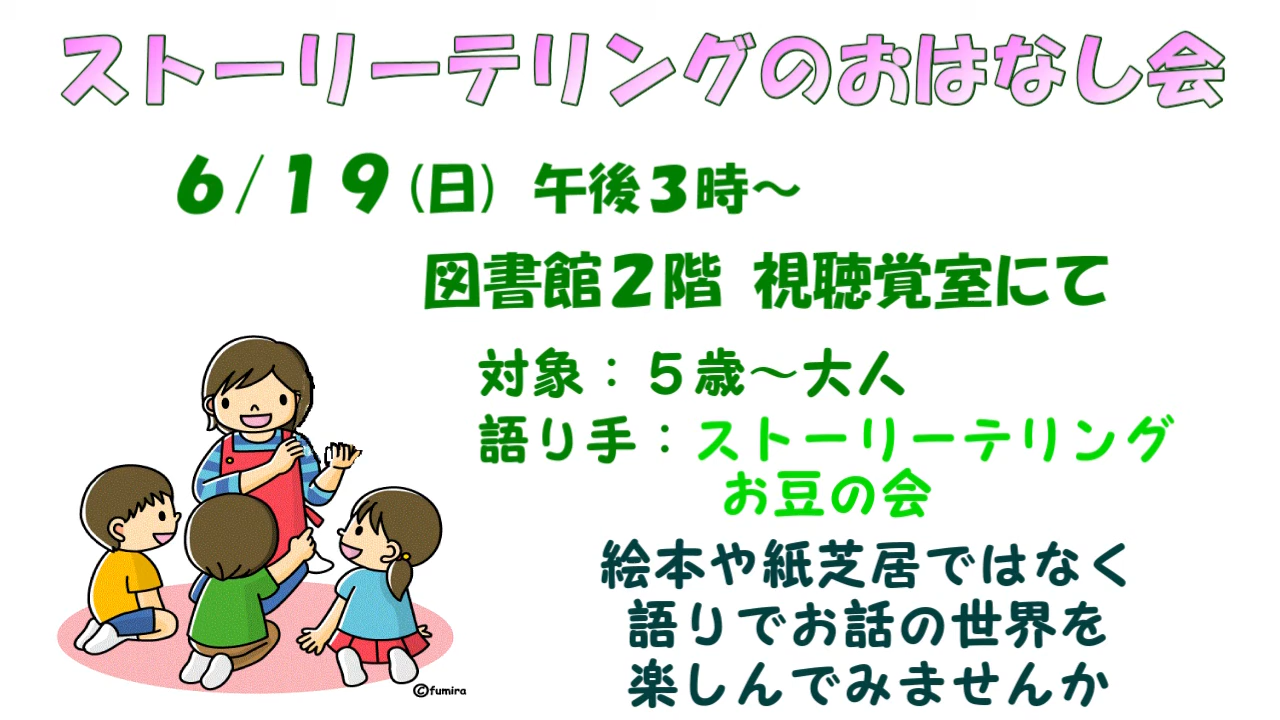 ストーリーテリングのおはなし会
６/１９(日) 午後３時～
図書館２階 視聴覚室にて
対象：５歳～大人
語り手：ストーリーテリング
お豆の会
絵本や紙芝居ではなく
語りでお話の世界を
楽しんでみませんか
©fumira